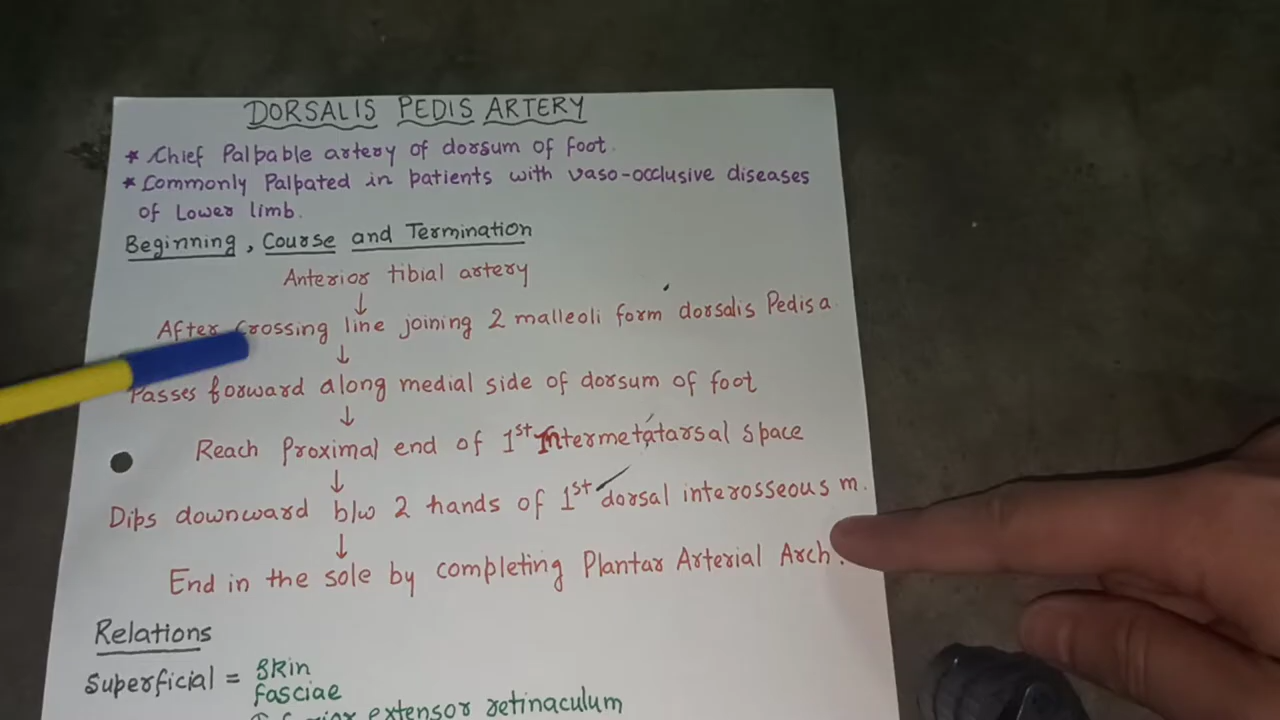 DORSALIS PEDIS ARTERY
* Chief Palpable artery of dorsum of foot.
* Commonly Palpated in patients with vaso-occlusive diseases
of Lower limb.
Beginning, Course and Termination
Anterior tibial artery
↓
After Crossing line joining 2 malleoli form dorsalis Pedis a.
↓
Passes forward along medial side of dorsum of foot
↓
Reach Proximal end of 1st Intermetatarsal space
↓
Dips downward b/w 2 hands of 1st dorsal interosseous m.
↓
End in the sole by completing Plantar Arterial Arch.
Relations
Superficial = Skin
fasciae
extensor retinaculum